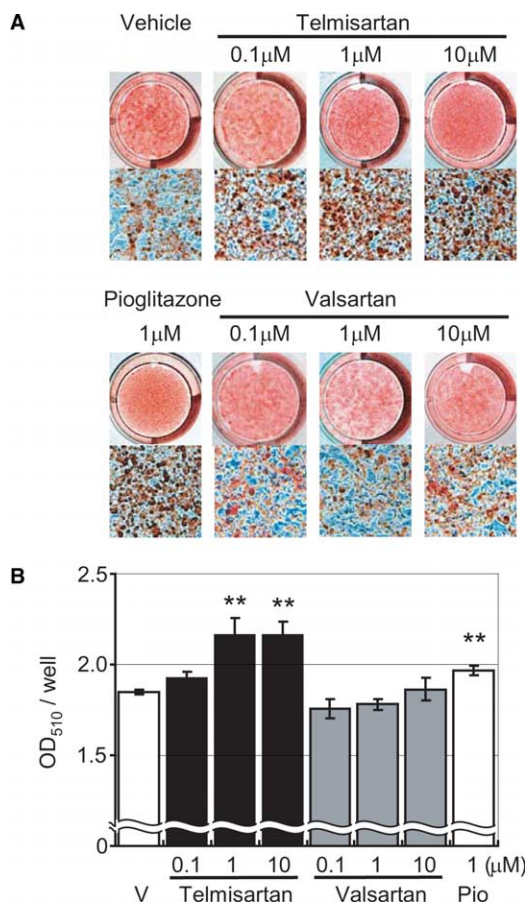 A
Vehicle Telmisartan
0.1μM 1μM 10μM
Pioglitazone Valsartan
1μM 0.1μM 1μM 10μM
B
2.5
** ** **
2.0
1.5
0
OD510 / well
0.1 1 10 0.1 1 10 1 (μM)
V Telmisartan Valsartan Pio